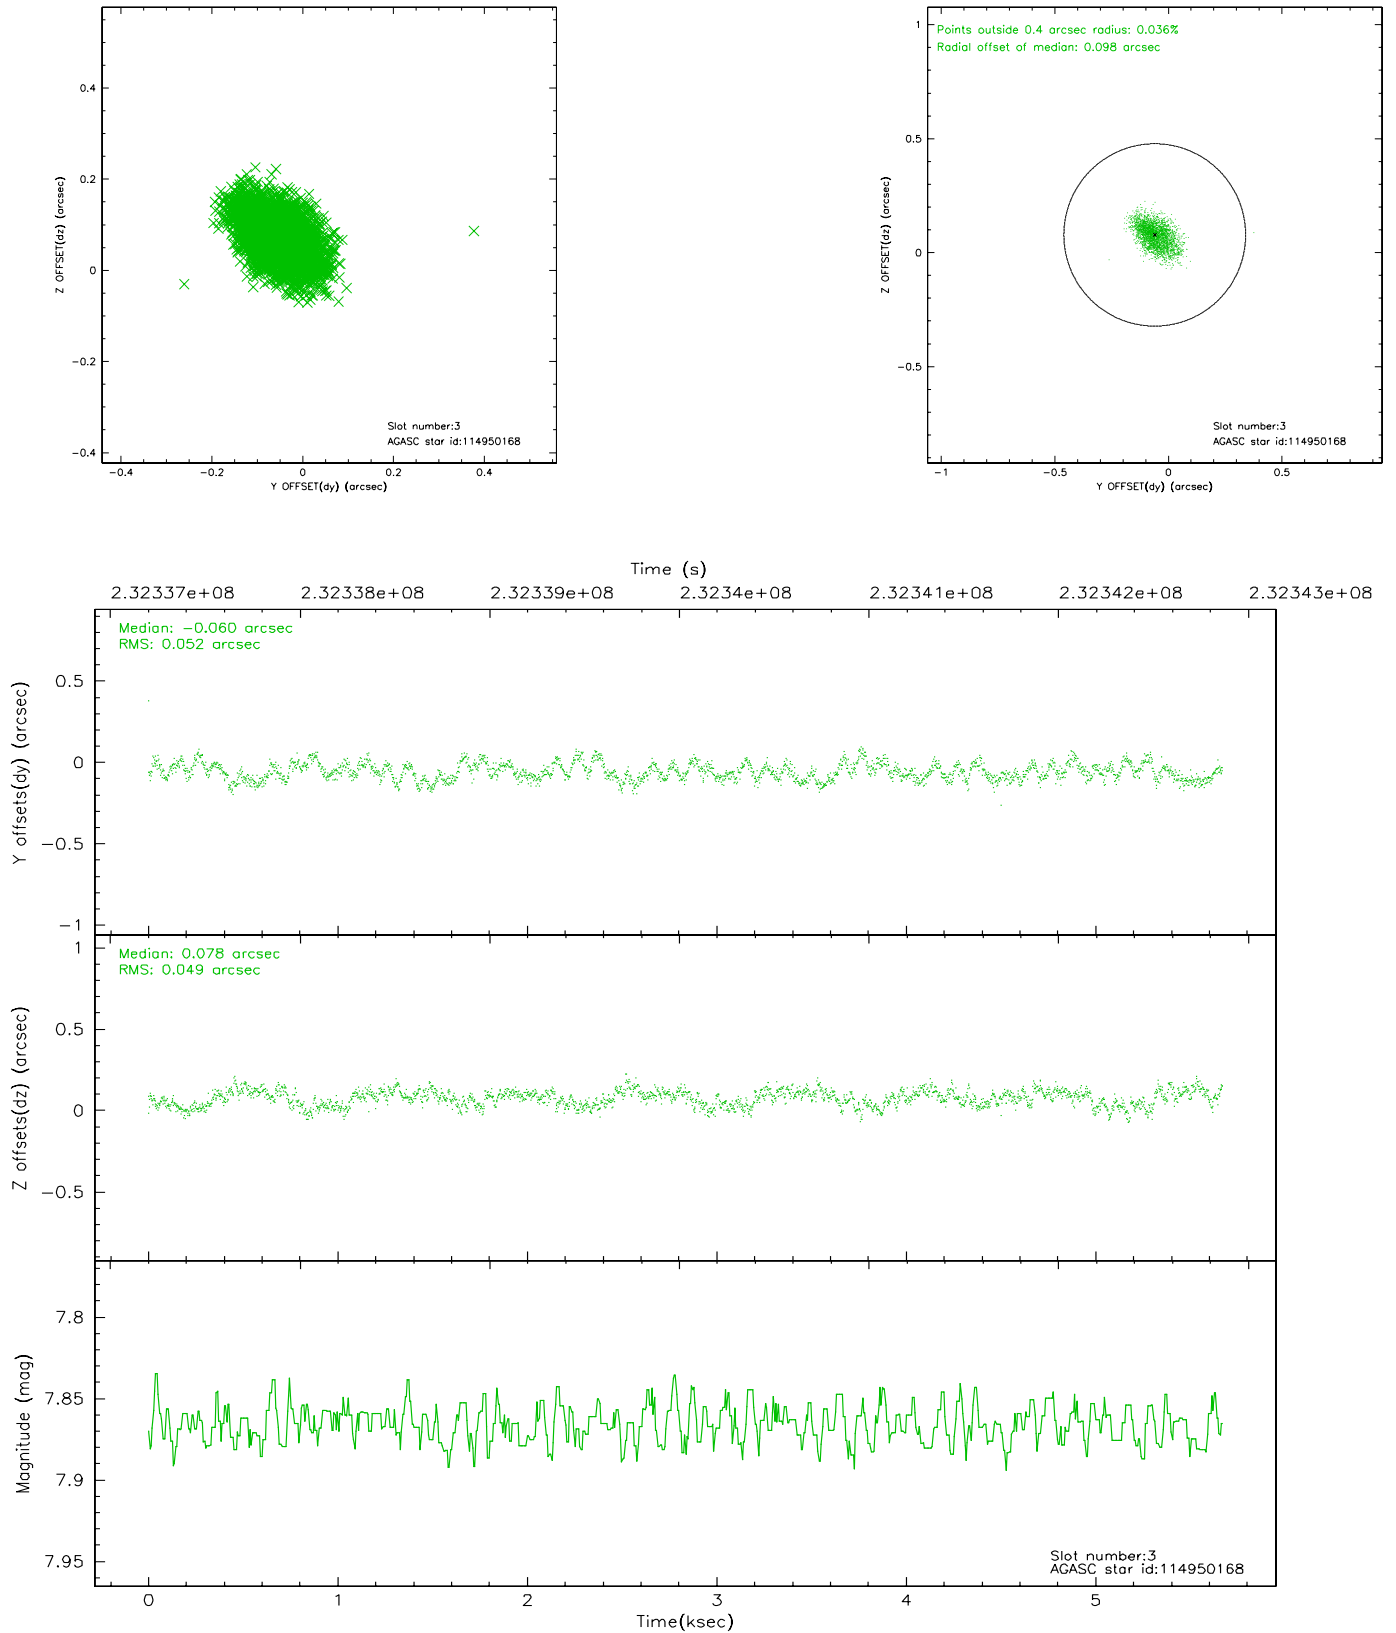 0.4
0.2
0
−0.2
−0.4
Z OFFSET(dz) (arcsec)
Slot number:3
AGASC star id:114950168
−0.4 −0.2 0 0.2 0.4
Y OFFSET(dy) (arcsec)
Points outside 0.4 arcsec radius: 0.036%
Radial offset of median: 0.098 arcsec
1
0.5
0
−0.5
Z OFFSET(dz) (arcsec)
Slot number:3
AGASC star id:114950168
−1 −0.5 0 0.5
Y OFFSET(dy) (arcsec)
Time (s)
2.32337e+08 2.32338e+08 2.32339e+08 2.3234e+08 2.32341e+08 2.32342e+08 2.32343e+08
Median: −0.060 arcsec
RMS: 0.052 arcsec
0.5
0
−0.5
−1
Y offsets(dy) (arcsec)
Median: 0.078 arcsec
RMS: 0.049 arcsec
1
0.5
0
−0.5
Z offsets(dz) (arcsec)
7.8
7.85
7.9
7.95
Magnitude (mag)
Slot number:3
AGASC star id:114950168
0 1 2 3 4 5
Time(ksec)